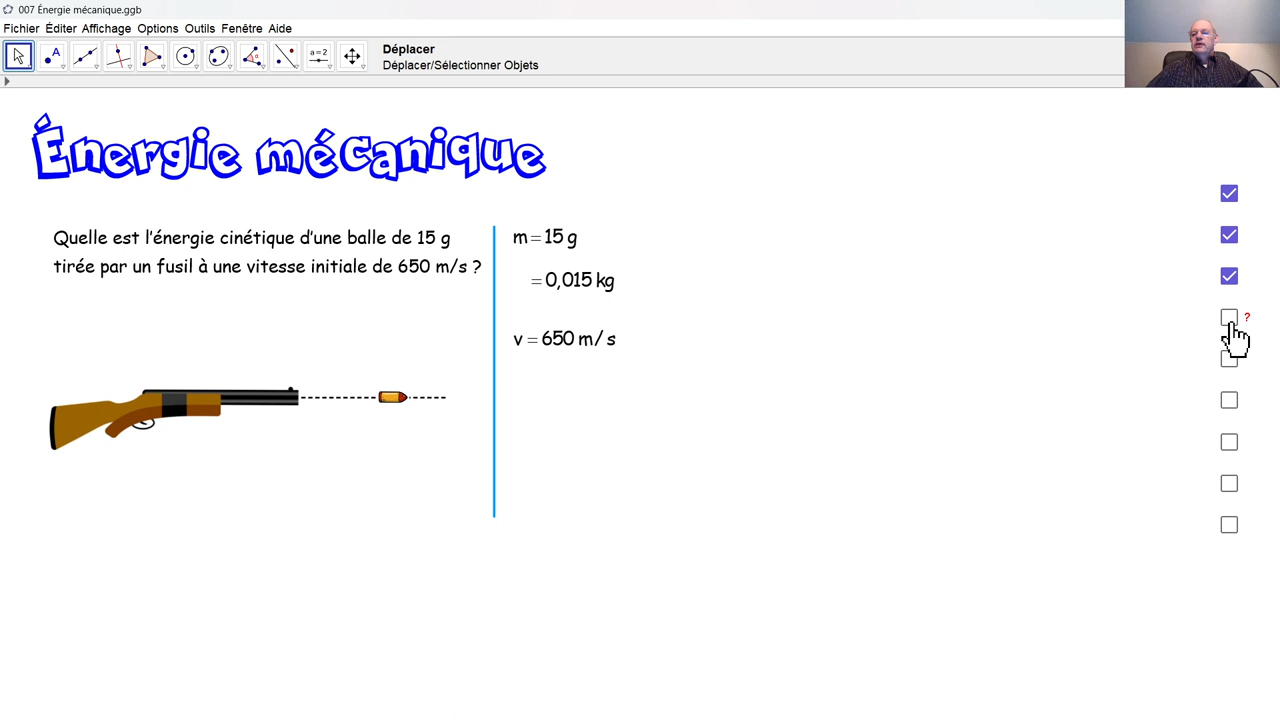 007 Énergie mécanique.ggb
Fichier Éditer Affichage Options Outils Fenêtre Aide
A
a=2
Déplacer
Déplacer/Sélectionner Objets
Énergie mécanique
Quelle est l'énergie cinétique d'une balle de 15 g
tirée par un fusil à une vitesse initiale de 650 m/s ?
m = 15 g
= 0,015 kg
v = 650 m/ s
?